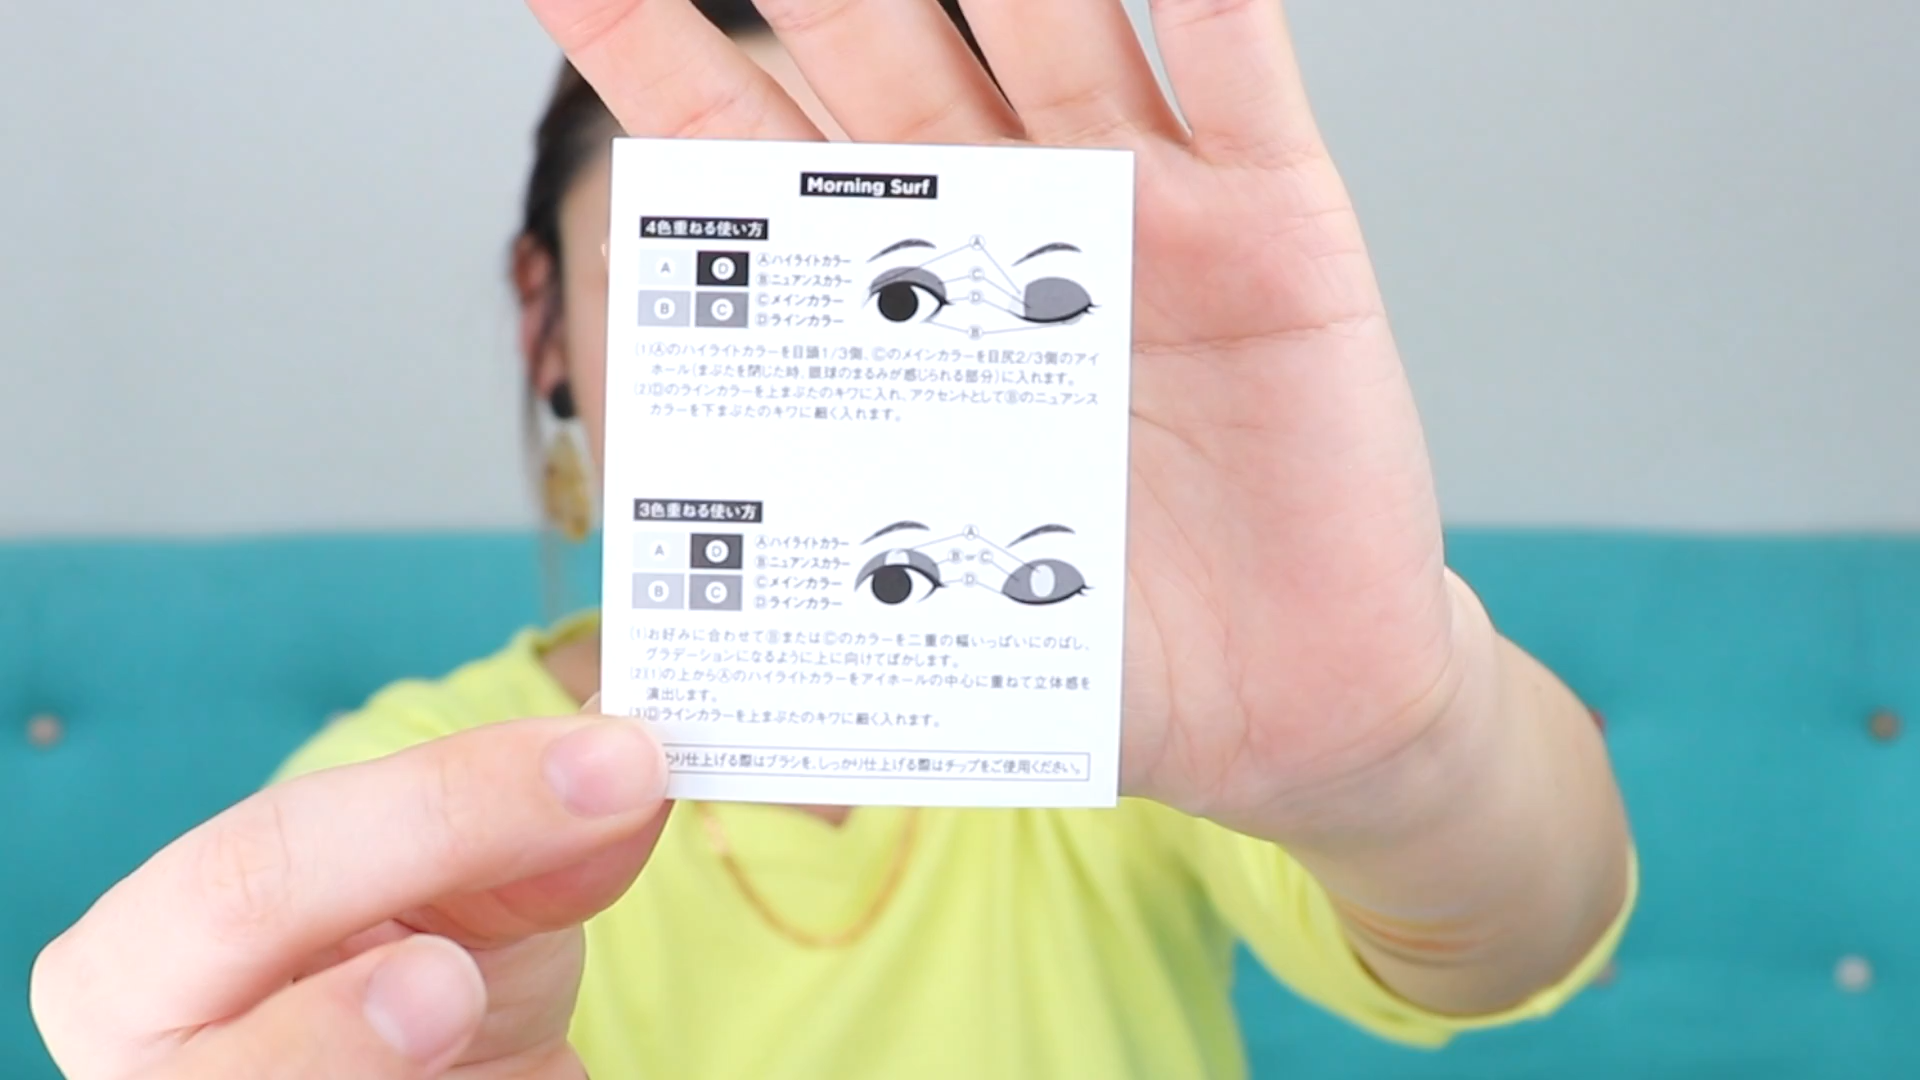 Morning Surf
4色重ねる使い方
A D
B C
Ⓐハイライトカラー
Ⓑニュアンスカラー
Ⓒメインカラー
Ⓓラインカラー
Ⓐ
Ⓒ
Ⓓ
Ⓑ
(1)Ⓐのハイライトカラーを目頭1/3側、Ⓒのメインカラーを目尻2/3側のアイ
ホール(まぶたを閉じた時、眼球のまるみが感じられる部分)に入れます。
(2)Ⓓのラインカラーを上まぶたのキワに入れ、アクセントとしてⒷのニュアンス
カラーを下まぶたのキワに細く入れます。
3色重ねる使い方
A D
B C
Ⓐハイライトカラー
Ⓑニュアンスカラー
Ⓒメインカラー
Ⓓラインカラー
Ⓐ
Ⓑ or Ⓒ
Ⓓ
(1)お好みに合わせてⒷまたはⒸのカラーを二重の幅いっぱいにのばし、
グラデーションになるように上に向けてぼかします。
(2)(1)の上からⒶのハイライトカラーをアイホールの中心に重ねて立体感を
演出します。
(3)Ⓓラインカラーを上まぶたのキワに細く入れます。
わり仕上げる際はブラシを、しっかり仕上げる際はチップをご使用ください。